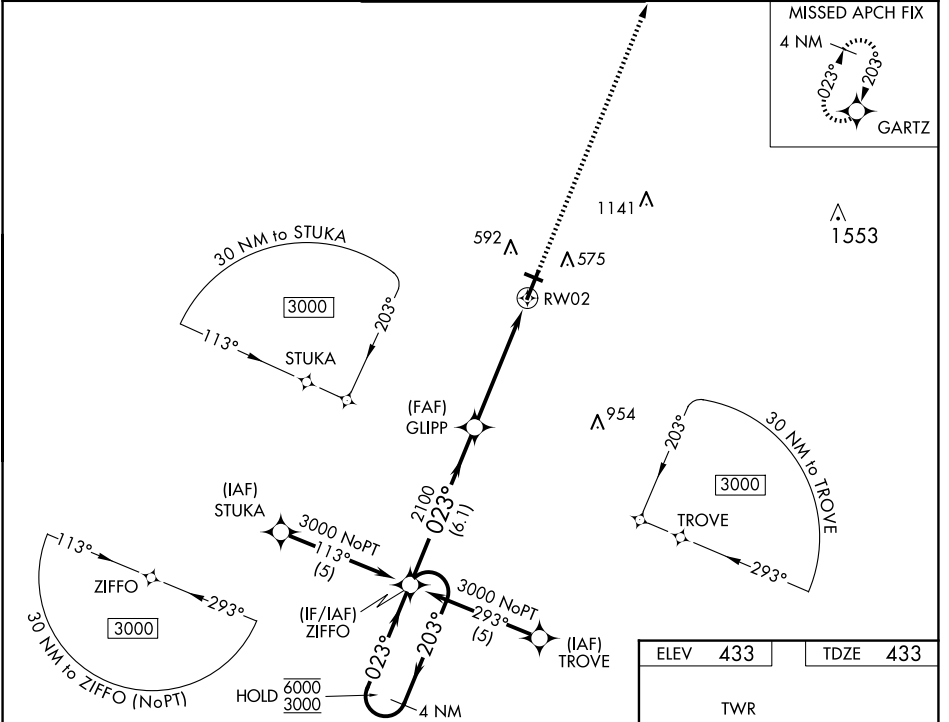 MISSED APCH FIX
4 NM
023°
203°
GARTZ
1141
1553
592
575
RW02
30 NM to STUKA
3000
113°
203°
STUKA
(FAF)
GLIPP
954
30 NM to TROVE
203°
3000
TROVE
293°
2100
023°
(6.1)
(IAF)
STUKA
3000 NoPT
113°
(5)
113°
ZIFFO
293°
3000
30 NM to ZIFFO (NoPT)
(IF/IAF)
ZIFFO
3000 NoPT
293°
(5)
(IAF)
TROVE
023°
203°
HOLD 6000
3000
4 NM
ELEV 433
TDZE 433
TWR